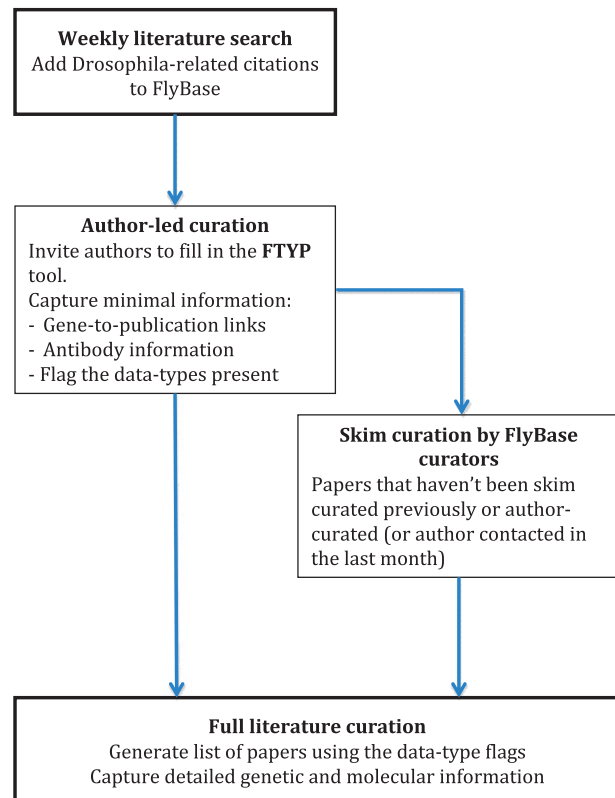 Weekly literature search
Add Drosophila-related citations
to FlyBase
Author-led curation
Invite authors to fill in the FTYP
tool.
Capture minimal information:
- Gene-to-publication links
- Antibody information
- Flag the data-types present
Skim curation by FlyBase
curators
Papers that haven’t been skim
curated previously or author-
curated (or author contacted in
the last month)
Full literature curation
Generate list of papers using the data-type flags
Capture detailed genetic and molecular information